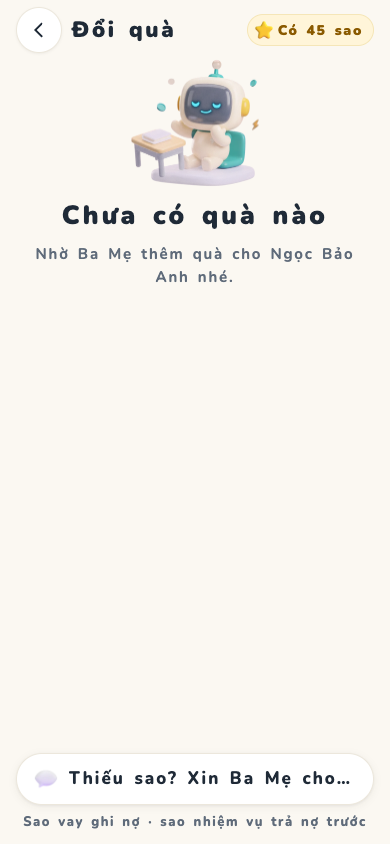 Đổi quà
Có 45 sao
Chưa có quà nào
Nhờ Ba Mẹ thêm quà cho Ngọc Bảo
Anh nhé.
Thiếu sao? Xin Ba Mẹ cho…
Sao vay ghi nợ · sao nhiệm vụ trả nợ trước